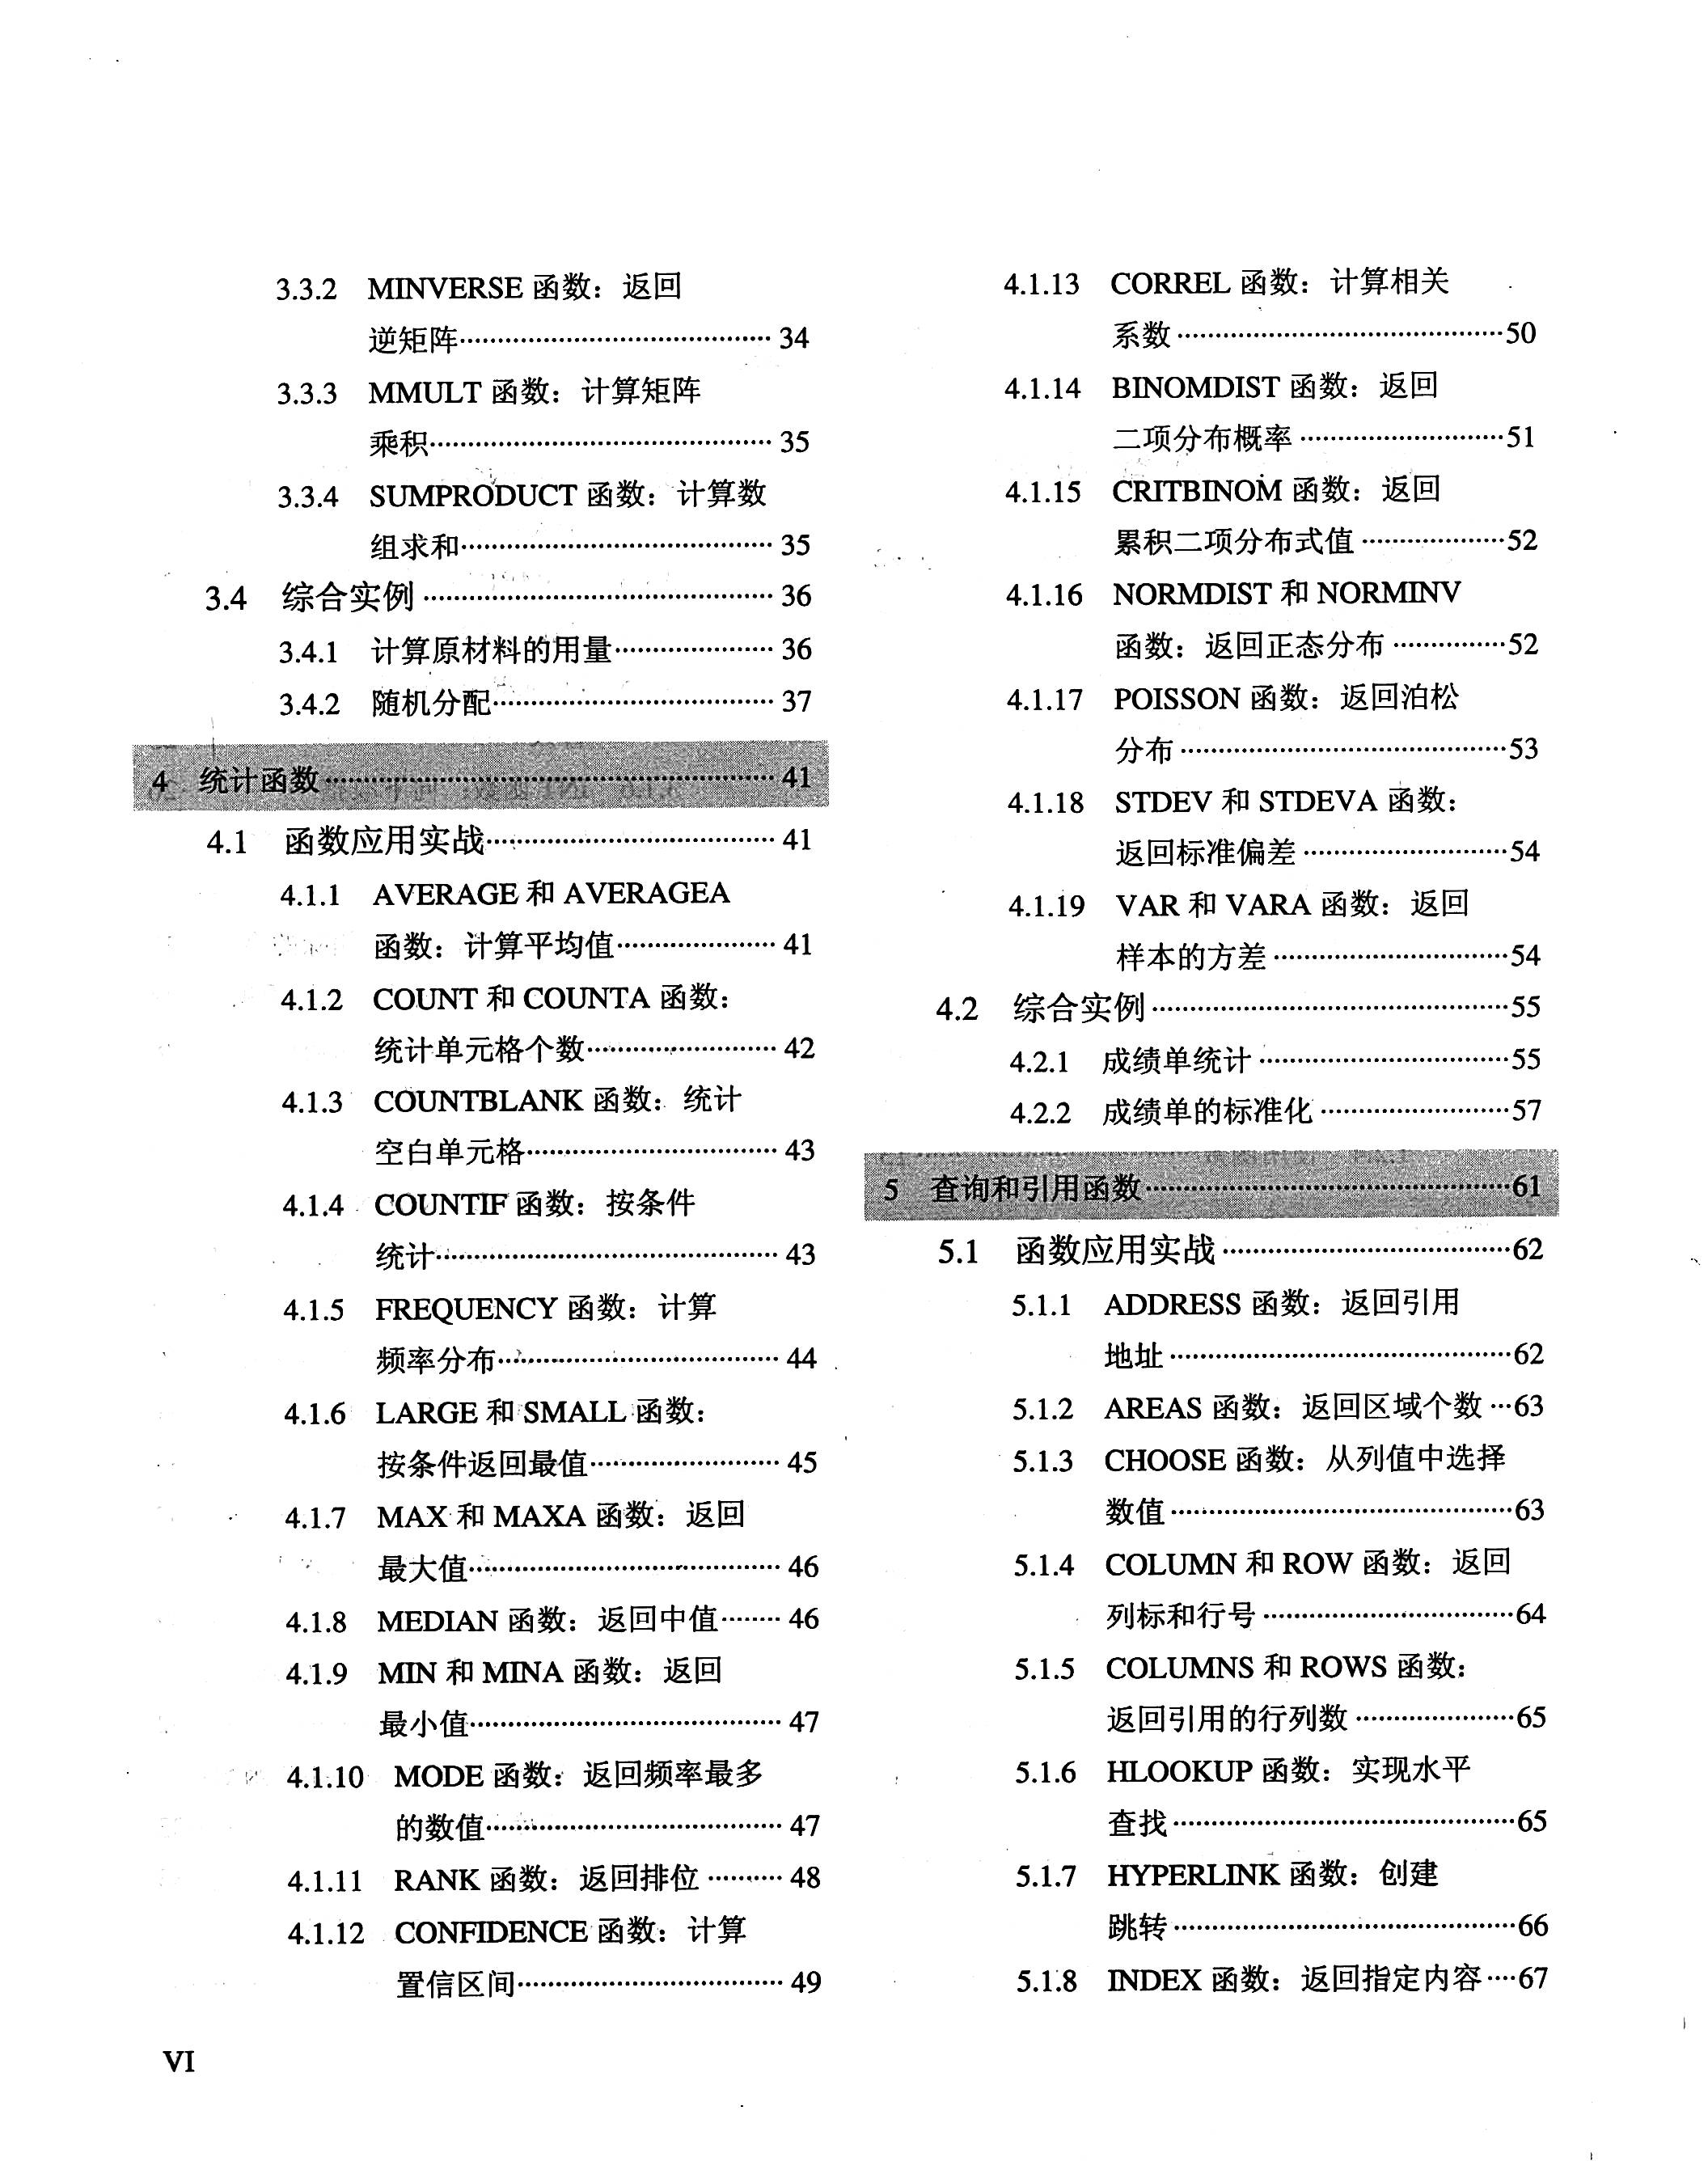 3.3.2 MINVERSE 函数：返回
逆矩阵…………………………………… 34
3.3.3 MMULT 函数：计算矩阵
乘积……………………………………… 35
3.3.4 SUMPRODUCT 函数：计算数
组求和…………………………………… 35
3.4 综合实例 ……………………………………… 36
3.4.1 计算原材料的用量………………… 36
3.4.2 随机分配……………………………… 37
4 统计函数…………………………………………………… 41
4.1 函数应用实战………………………………… 41
4.1.1 AVERAGE 和 AVERAGEA
函数：计算平均值………………… 41
4.1.2 COUNT 和 COUNTA 函数：
统计单元格个数…………………… 42
4.1.3 COUNTBLANK 函数：统计
空白单元格…………………………… 43
4.1.4 COUNTIF 函数：按条件
统计……………………………………… 43
4.1.5 FREQUENCY 函数：计算
频率分布……………………………… 44
4.1.6 LARGE 和 SMALL 函数：
按条件返回最值…………………… 45
4.1.7 MAX 和 MAXA 函数：返回
最大值…………………………………… 46
4.1.8 MEDIAN 函数：返回中值……… 46
4.1.9 MIN 和 MINA 函数：返回
最小值…………………………………… 47
4.1.10 MODE 函数：返回频率最多
的数值………………………………… 47
4.1.11 RANK 函数：返回排位 ……… 48
4.1.12 CONFIDENCE 函数：计算
置信区间……………………………… 49
VI
4.1.13 CORREL 函数：计算相关
系数 ……………………………………50
4.1.14 BINOMDIST 函数：返回
二项分布概率 ………………………51
4.1.15 CRITBINOM 函数：返回
累积二项分布式值 ………………52
4.1.16 NORMDIST 和 NORMINV
函数：返回正态分布 ……………52
4.1.17 POISSON 函数：返回泊松
分布 ……………………………………53
4.1.18 STDEV 和 STDEVA 函数：
返回标准偏差 ………………………54
4.1.19 VAR 和 VARA 函数：返回
样本的方差 …………………………54
4.2 综合实例 ………………………………………55
4.2.1 成绩单统计 …………………………55
4.2.2 成绩单的标准化 ……………………57
5 查询和引用函数…………………………………………61
5.1 函数应用实战 ………………………………62
5.1.1 ADDRESS 函数：返回引用
地址 ………………………………………62
5.1.2 AREAS 函数：返回区域个数 …63
5.1.3 CHOOSE 函数：从列值中选择
数值 ………………………………………63
5.1.4 COLUMN 和 ROW 函数：返回
列标和行号 ……………………………64
5.1.5 COLUMNS 和 ROWS 函数：
返回引用的行列数 …………………65
5.1.6 HLOOKUP 函数：实现水平
查找 ………………………………………65
5.1.7 HYPERLINK 函数：创建
跳转 ………………………………………66
5.1.8 INDEX 函数：返回指定内容 …67